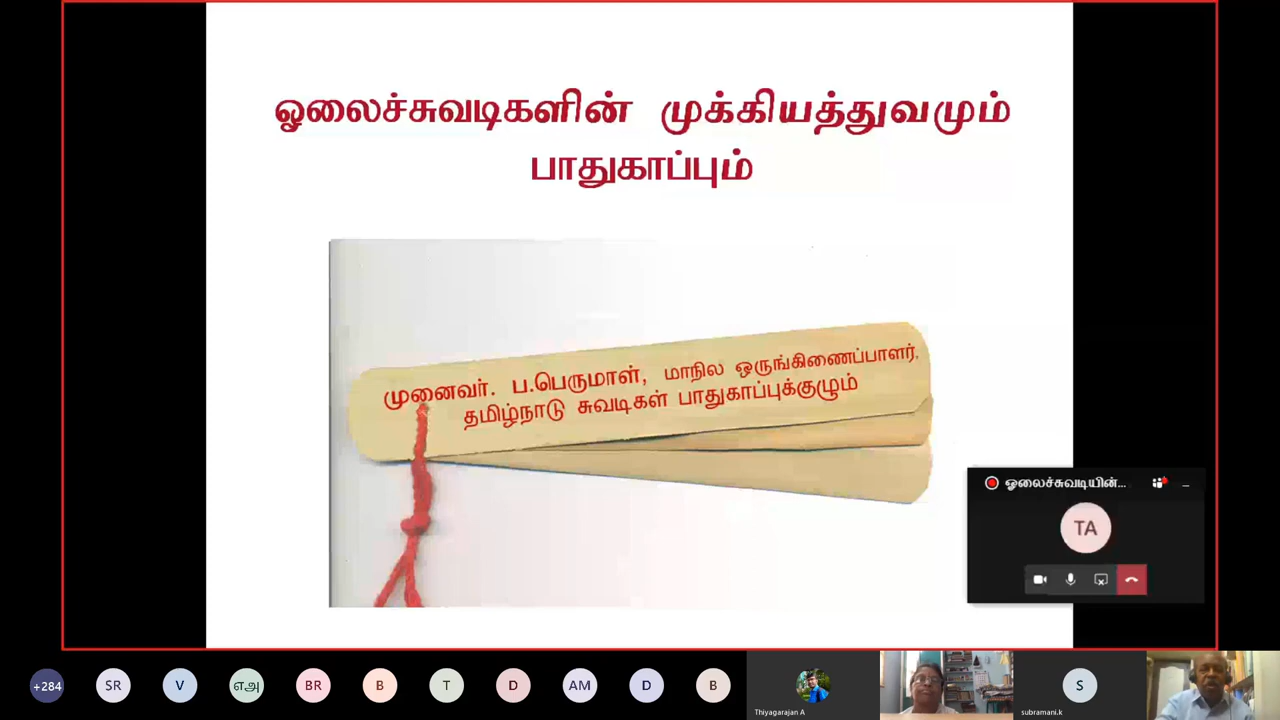 ஓலைச்சுவடிகளின் முக்கியத்துவமும்
பாதுகாப்பும்
முனைவர். ப.பெருமாள், மாநில ஒருங்கிணைப்பாளர்,
தமிழ்நாடு சுவடிகள் பாதுகாப்புக்குழும்
ஓலைச்சுவடியின்...
TA
+284 SR V எஅ BR B T D AM D B S
Thiyagarajan A
subramani.k